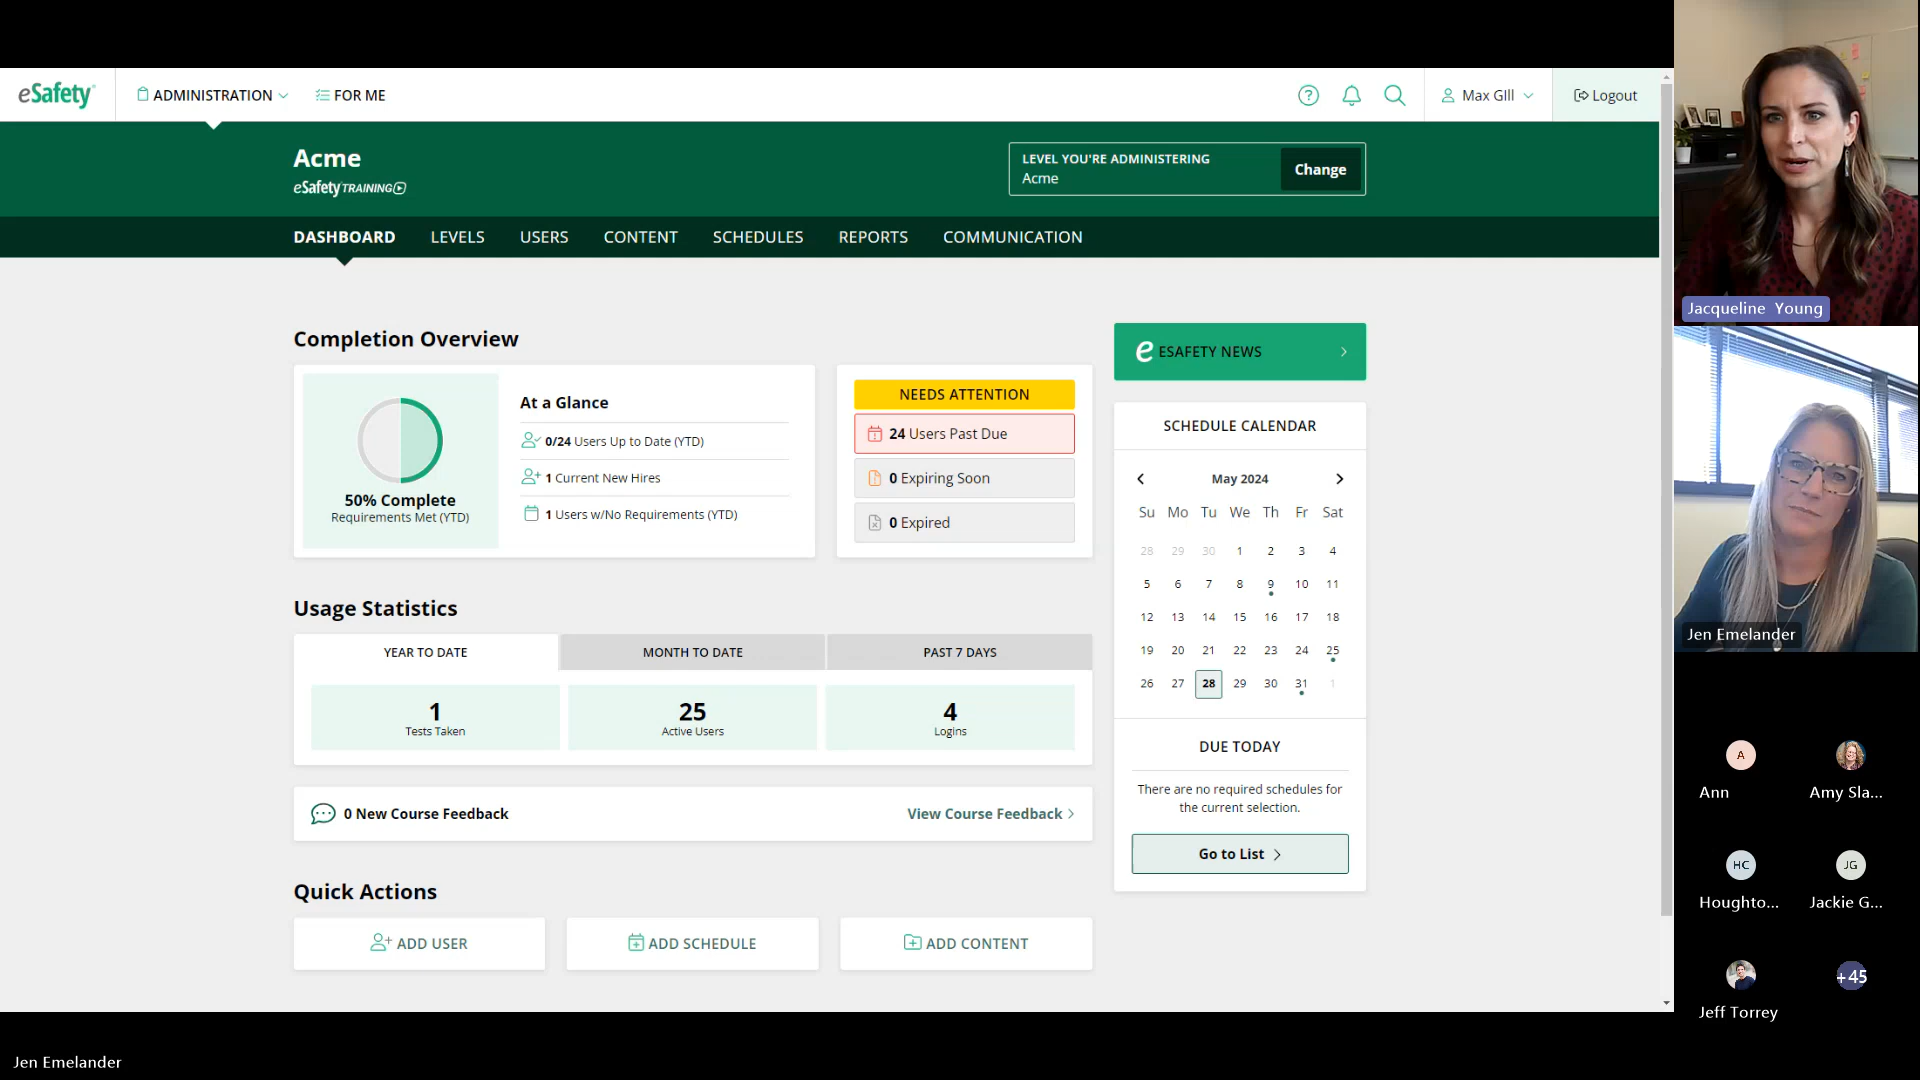 eSafety
ADMINISTRATION
FOR ME
Max GIll
Logout
Acme
eSafety TRAINING
LEVEL YOU'RE ADMINISTERING
Acme
Change
DASHBOARD
LEVELS
USERS
CONTENT
SCHEDULES
REPORTS
COMMUNICATION
Completion Overview
50% Complete
Requirements Met (YTD)
At a Glance
0/24 Users Up to Date (YTD)
1 Current New Hires
1 Users w/No Requirements (YTD)
NEEDS ATTENTION
24 Users Past Due
0 Expiring Soon
0 Expired
Usage Statistics
YEAR TO DATE
MONTH TO DATE
PAST 7 DAYS
1
Tests Taken
25
Active Users
4
Logins
0 New Course Feedback
View Course Feedback
Quick Actions
ADD USER
ADD SCHEDULE
ADD CONTENT
e ESAFETY NEWS
SCHEDULE CALENDAR
May 2024
Su Mo Tu We Th Fr Sat
28 29 30 1 2 3 4
5 6 7 8 9 10 11
12 13 14 15 16 17 18
19 20 21 22 23 24 25
26 27 28 29 30 31 1
DUE TODAY
There are no required schedules for
the current selection.
Go to List
Jacqueline Young
Jen Emelander
A
Ann
Amy Sla...
HC
Houghto...
JG
Jackie G...
Jeff Torrey
+45
Jen Emelander